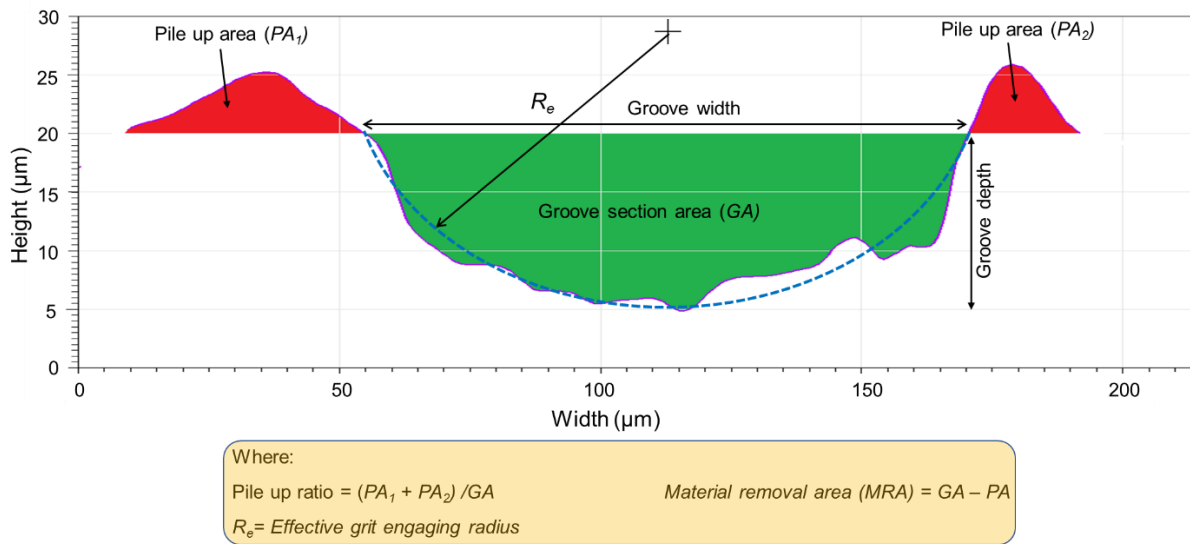 30
25
20
15
10
5
0
Height (µm)
Pile up area (PA₁)
Pile up area (PA₂)
Rₑ
Groove width
Groove section area (GA)
Groove depth
0 50 100 150 200
Width (µm)
Where:
Pile up ratio = (PA₁ + PA₂) /GA
Material removal area (MRA) = GA – PA
Rₑ= Effective grit engaging radius